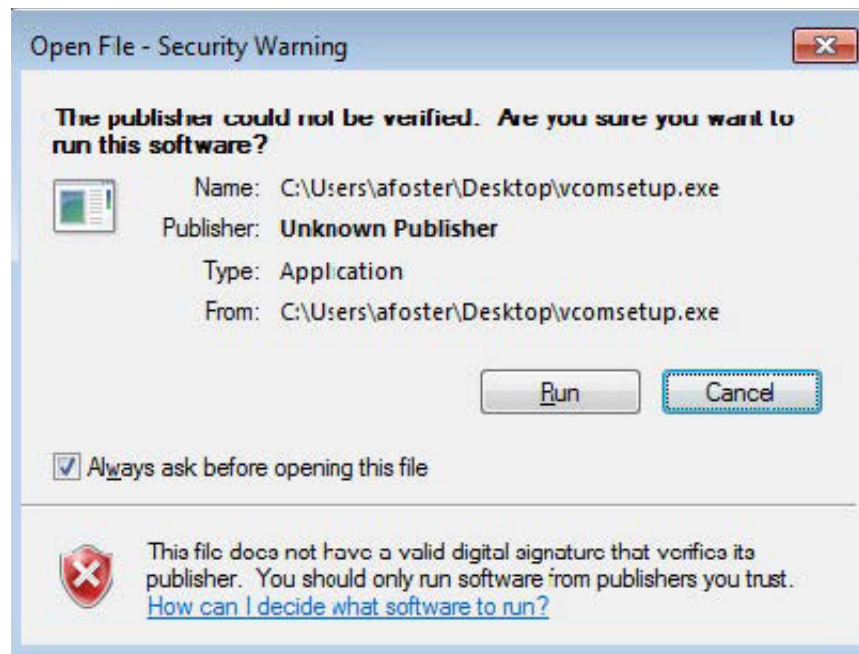 Open File - Security Warning
The publisher could not be verified. Are you sure you want to
run this software?
Name: C:\Users\afoster\Desktop\vcomsetup.exe
Publisher: Unknown Publisher
Type: Application
From: C:\Users\afoster\Desktop\vcomsetup.exe
Run Cancel
Always ask before opening this file
This file does not have a valid digital signature that verifies its
publisher. You should only run software from publishers you trust.
How can I decide what software to run?